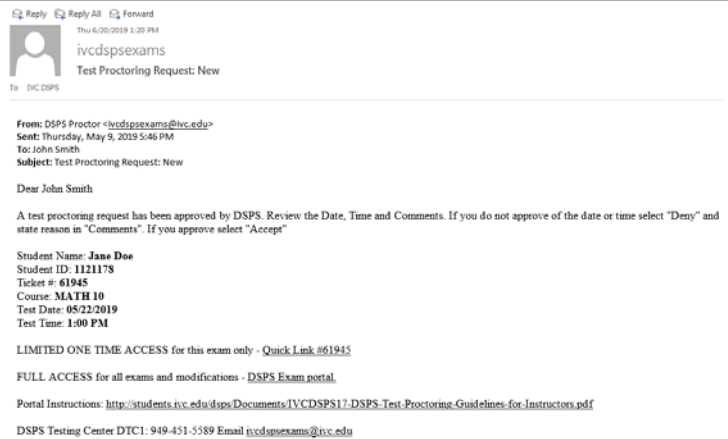 Reply Reply All Forward
Thu 6/20/2019 1:20 PM
ivcdspsexams
Test Proctoring Request: New
To IVC DSPS
From: DSPS Proctor <ivcdspsexams@ivc.edu>
Sent: Thursday, May 9, 2019 5:46 PM
To: John Smith
Subject: Test Proctoring Request: New
Dear John Smith
A test proctoring request has been approved by DSPS. Review the Date, Time and Comments. If you do not approve of the date or time select "Deny" and
state reason in "Comments". If you approve select "Accept"
Student Name: Jane Doe
Student ID: 1121178
Ticket #: 61945
Course: MATH 10
Test Date: 05/22/2019
Test Time: 1:00 PM
LIMITED ONE TIME ACCESS for this exam only - Quick Link #61945
FULL ACCESS for all exams and modifications - DSPS Exam portal.
Portal Instructions: http://students.ivc.edu/dsps/Documents/IVCDSPS17-DSPS-Test-Proctoring-Guidelines-for-Instructors.pdf
DSPS Testing Center DTC1: 949-451-5589 Email ivcdspsexams@ivc.edu